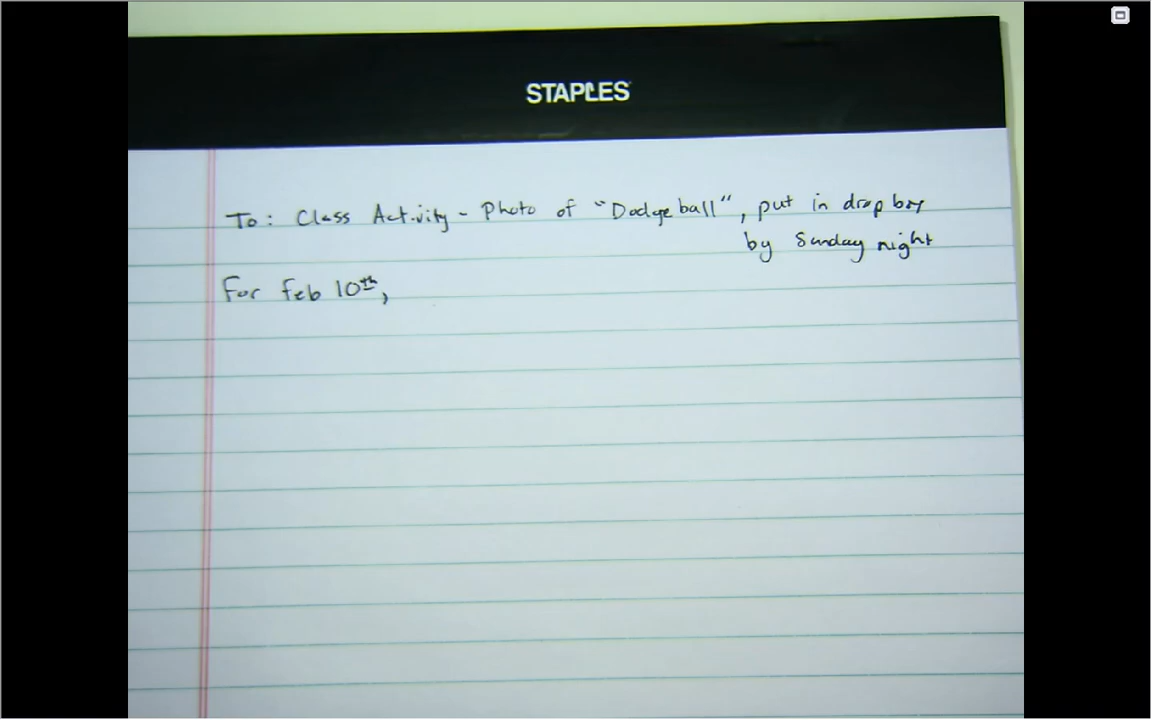 STAPLES
To: Class Activity - Photo of "Dodgeball", put in drop box
by Sunday night
For Feb 10th,